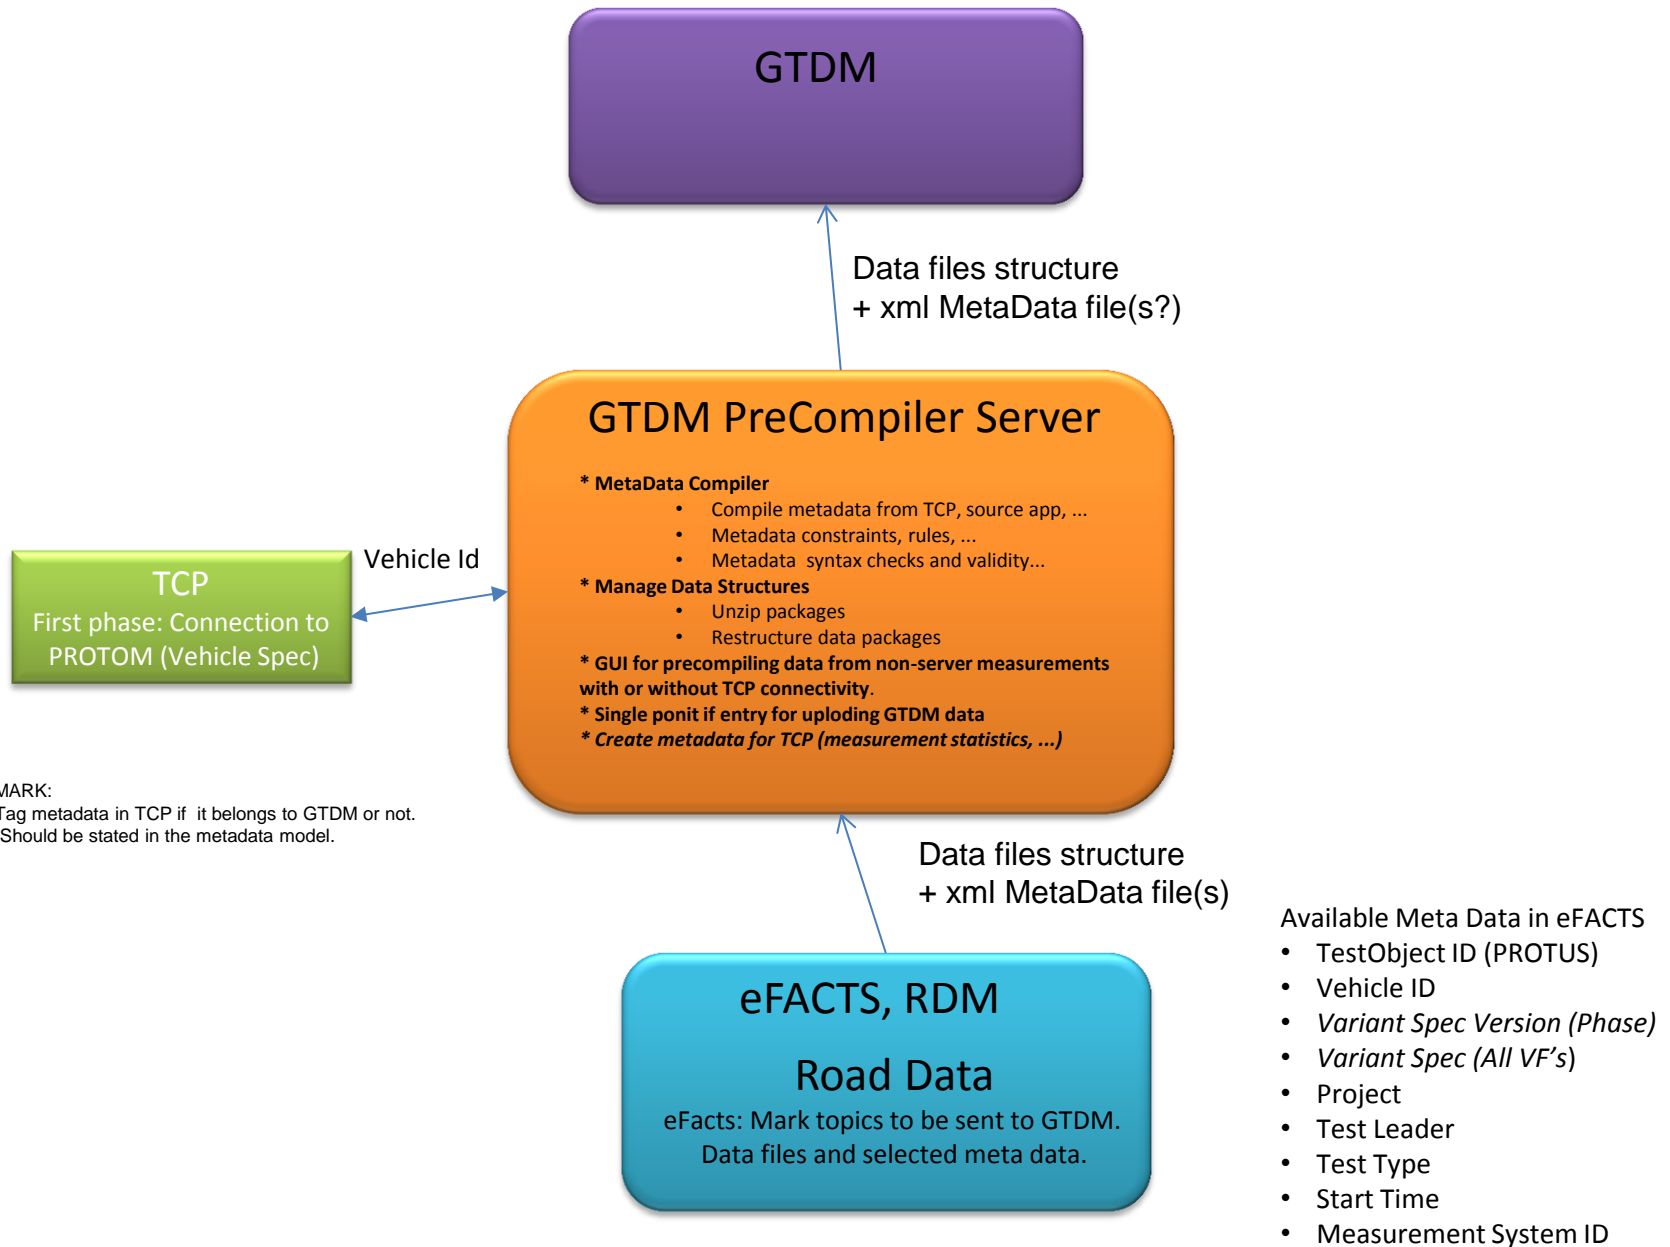 GTDM
Data files structure
+ xml MetaData file(s?)
GTDM PreCompiler Server
* MetaData Compiler
• Compile metadata from TCP, source app, ...
• Metadata constraints, rules, ...
• Metadata  syntax checks and validity...
* Manage Data Structures
• Unzip packages
• Restructure data packages
* GUI for precompiling data from non-server measurements
with or without TCP connectivity.
* Single ponit if entry for uploding GTDM data
* Create metadata for TCP (measurement statistics, ...)
Vehicle Id
TCP
First phase: Connection to
PROTOM (Vehicle Spec)
MARK:
Tag metadata in TCP if  it belongs to GTDM or not.
Should be stated in the metadata model.
Data files structure
+ xml MetaData file(s)
eFACTS, RDM
Road Data
eFacts: Mark topics to be sent to GTDM.
Data files and selected meta data.
Available Meta Data in eFACTS
• TestObject ID (PROTUS)
• Vehicle ID
• Variant Spec Version (Phase)
• Variant Spec (All VF’s)
• Project
• Test Leader
• Test Type
• Start Time
• Measurement System ID